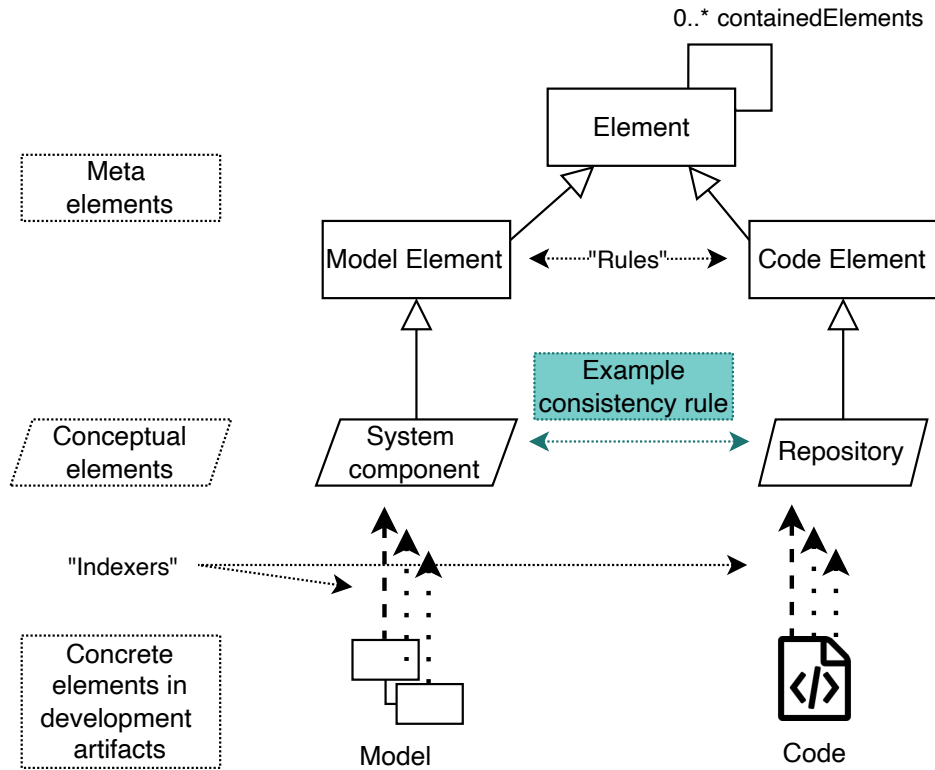 0..* containedElements
Element
Meta
elements
Model Element
"Rules"
Code Element
Example
consistency rule
Conceptual
elements
System
component
Repository
"Indexers"
Concrete
elements in
development
artifacts
</>
Model
Code